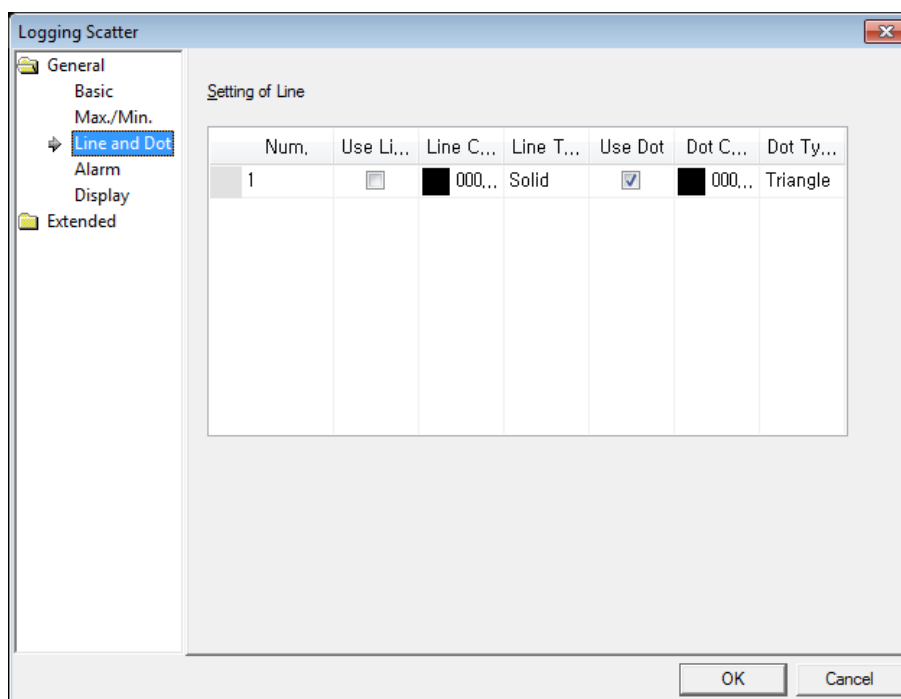 Logging Scatter
General
Basic
Max./Min.
Line and Dot
Alarm
Display
Extended
Setting of Line
Num. Use Li... Line C... Line T... Use Dot Dot C... Dot Ty...
1 000,... Solid 000,... Triangle
OK Cancel